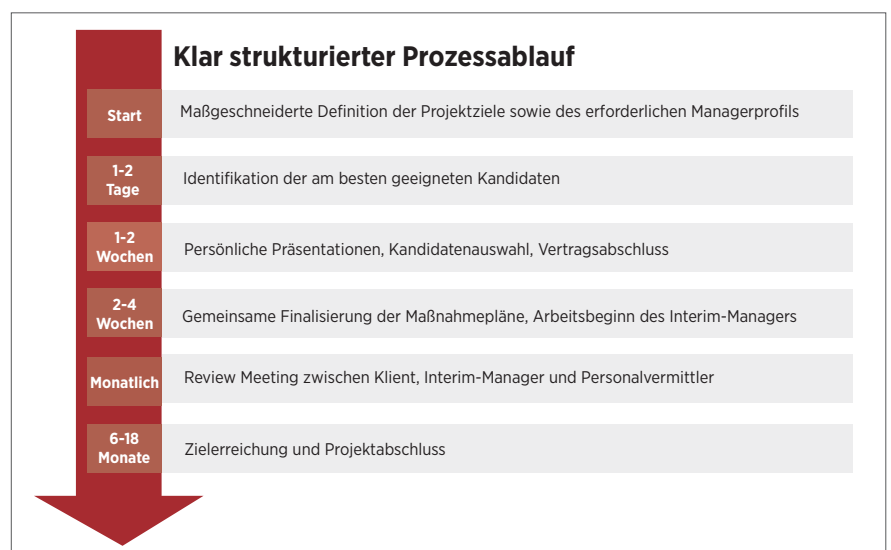 Klar strukturierter Prozessablauf
Start
Maßgeschneiderte Definition der Projektziele sowie des erforderlichen Managerprofils
1-2
Tage
Identifikation der am besten geeigneten Kandidaten
1-2
Wochen
Persönliche Präsentationen, Kandidatenauswahl, Vertragsabschluss
2-4
Wochen
Gemeinsame Finalisierung der Maßnahmepläne, Arbeitsbeginn des Interim-Managers
Monatlich
Review Meeting zwischen Klient, Interim-Manager und Personalvermittler
6-18
Monate
Zielerreichung und Projektabschluss